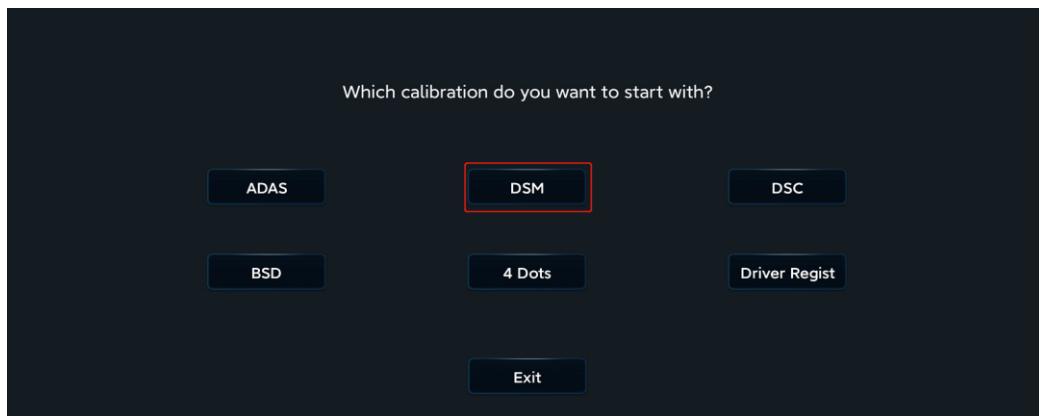 Which calibration do you want to start with?
ADAS DSM DSC
BSD 4 Dots Driver Regist
Exit